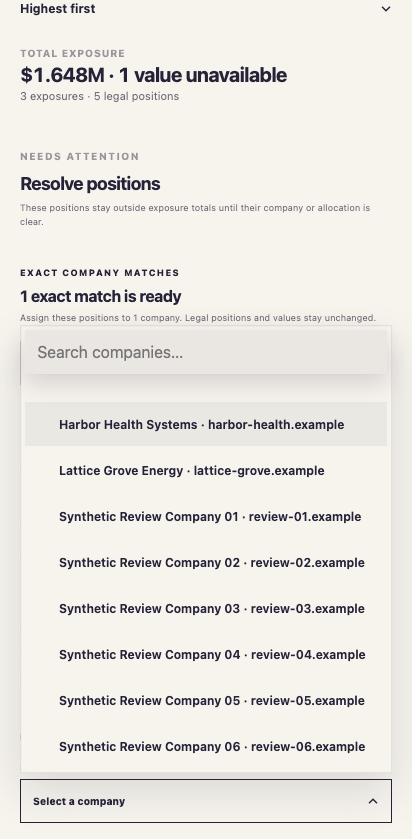 Highest first
TOTAL EXPOSURE
$1.648M · 1 value unavailable
3 exposures · 5 legal positions
NEEDS ATTENTION
Resolve positions
These positions stay outside exposure totals until their company or allocation is
clear.
EXACT COMPANY MATCHES
1 exact match is ready
Assign these positions to 1 company. Legal positions and values stay unchanged.
Search companies...
Harbor Health Systems · harbor-health.example
Lattice Grove Energy · lattice-grove.example
Synthetic Review Company 01 · review-01.example
Synthetic Review Company 02 · review-02.example
Synthetic Review Company 03 · review-03.example
Synthetic Review Company 04 · review-04.example
Synthetic Review Company 05 · review-05.example
Synthetic Review Company 06 · review-06.example
Select a company